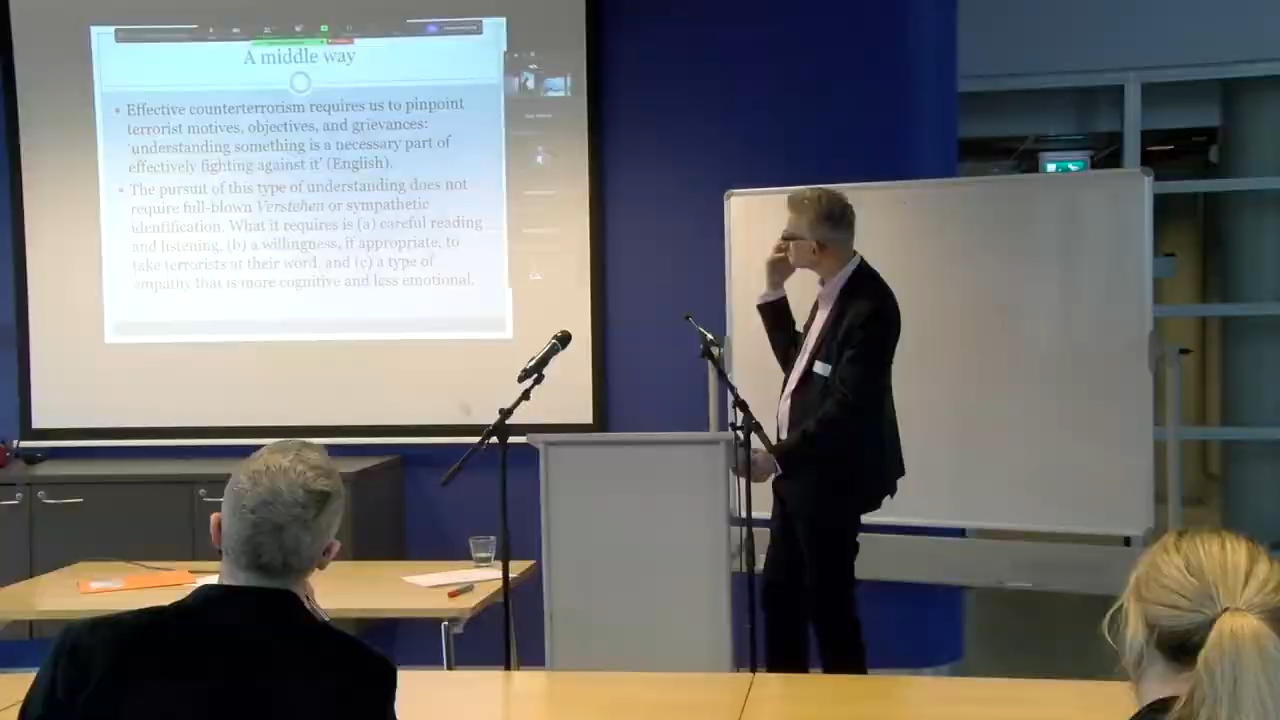 A middle way
• Effective counterterrorism requires us to pinpoint
terrorist motives, objectives, and grievances:
'understanding something is a necessary part of
effectively fighting against it' (English).
• The pursuit of this type of understanding does not
require full-blown Verstehen or sympathetic
identification. What it requires is (a) careful reading
and listening, (b) a willingness, if appropriate, to
take terrorists at their word, and (c) a type of
empathy that is more cognitive and less emotional.